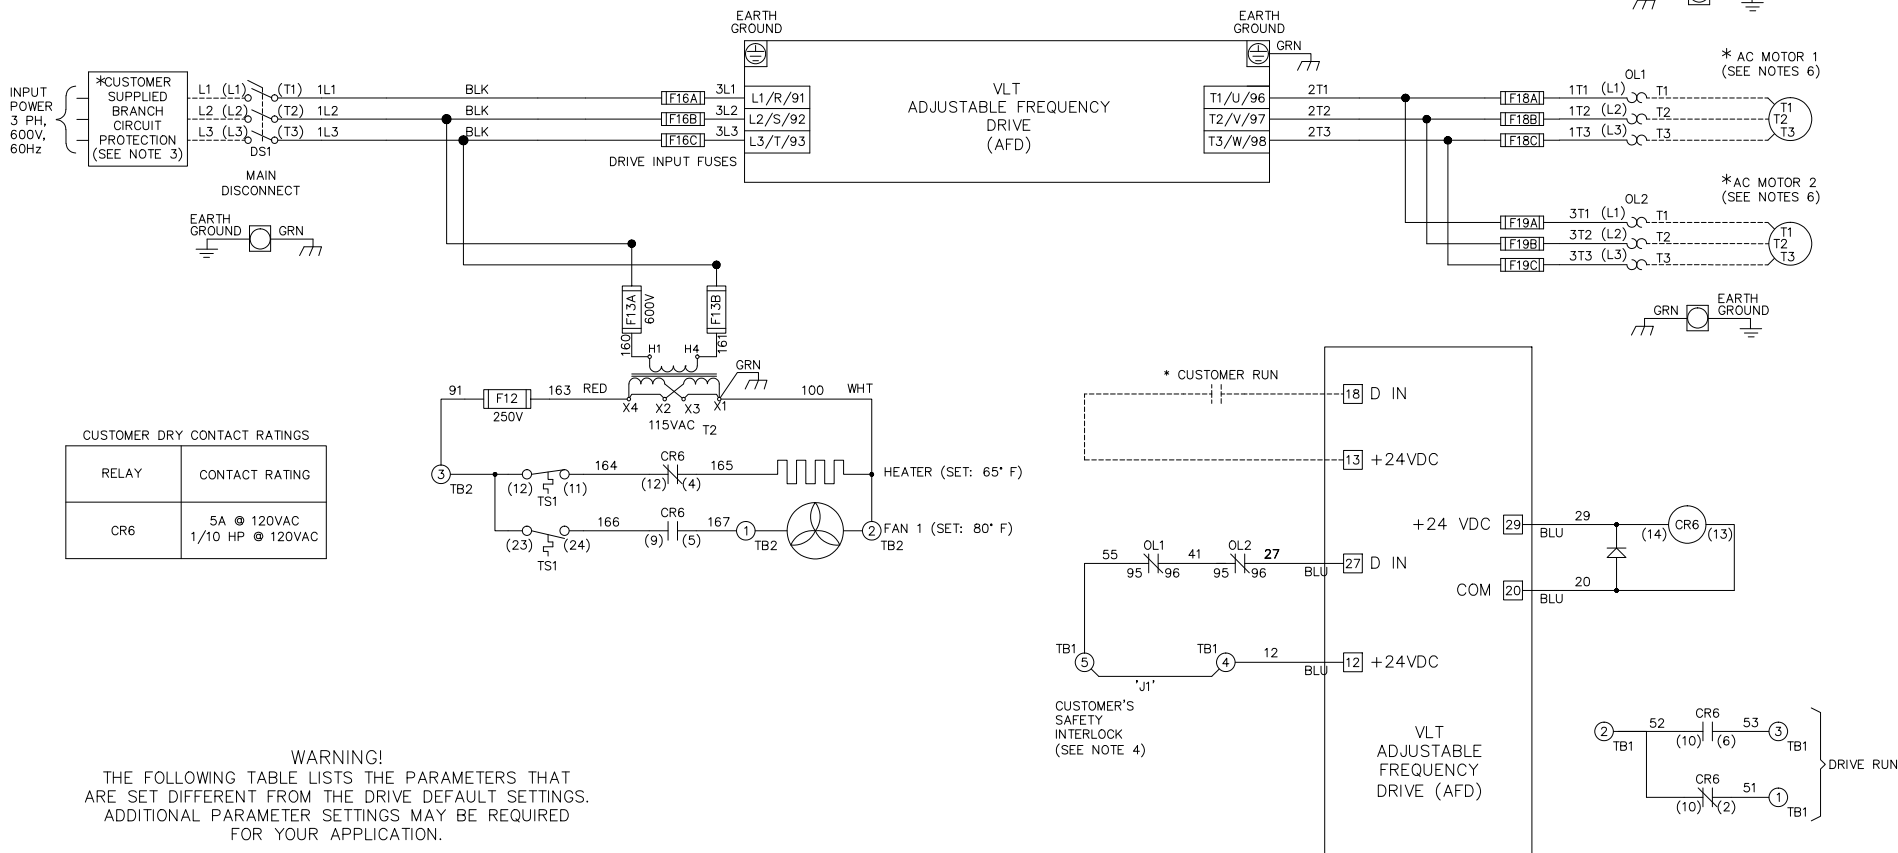 EARTH
GROUND
EARTH
GROUND
GRN
INPUT
POWER
3 PH,
600V,
60Hz
*CUSTOMER
SUPPLIED
BRANCH
CIRCUIT
PROTECTION
(SEE NOTE 3)
L1 (L1) (T1) 1L1 BLK F16A 3L1 L1/R/91
L2 (L2) (T2) 1L2 BLK F16B 3L2 L2/S/92
L3 (L3) (T3) 1L3 BLK F16C 3L3 L3/T/93
DS1
MAIN
DISCONNECT
DRIVE INPUT FUSES
VLT
ADJUSTABLE FREQUENCY
DRIVE
(AFD)
* AC MOTOR 1
(SEE NOTES 6)
OL1
T1/U/96 2T1 F18A 1T1 (L1) T1 T1
T2/V/97 2T2 F18B 1T2 (L2) T2 T2
T3/W/98 2T3 F18C 1T3 (L3) T3 T3
*AC MOTOR 2
(SEE NOTES 6)
OL2
F19A 3T1 (L1) T1 T1
F19B 3T2 (L2) T2 T2
F19C 3T3 (L3) T3 T3
EARTH
GROUND
GRN
GRN
EARTH
GROUND
F13A
600V
F13B
160
161
H1 H4
GRN
91 F12 163 RED
250V
X4 X2 X3 X1
100 WHT
115VAC T2
3
TB2
(12) (11)
TS1
164
CR6
(12) (4)
165
HEATER (SET: 65° F)
(23) (24)
TS1
166
CR6
(9) (5)
167
1
TB2
2
TB2
FAN 1 (SET: 80° F)
CUSTOMER DRY CONTACT RATINGS
RELAY CONTACT RATING
CR6
5A @ 120VAC
1/10 HP @ 120VAC
* CUSTOMER RUN
18 D IN
13 +24VDC
+24 VDC 29
29
BLU
CR6
(14) (13)
COM 20
20
BLU
55
OL1
95 96
41
OL2
95 96
27
BLU
27 D IN
TB1
5
TB1
4
12
BLU
12 +24VDC
'J1'
CUSTOMER'S
SAFETY
INTERLOCK
(SEE NOTE 4)
VLT
ADJUSTABLE
FREQUENCY
DRIVE (AFD)
2
TB1
52
CR6
(10) (6)
53
3
TB1
DRIVE RUN
CR6
(10) (2)
51
1
TB1
WARNING!
THE FOLLOWING TABLE LISTS THE PARAMETERS THAT
ARE SET DIFFERENT FROM THE DRIVE DEFAULT SETTINGS.
ADDITIONAL PARAMETER SETTINGS MAY BE REQUIRED
FOR YOUR APPLICATION.